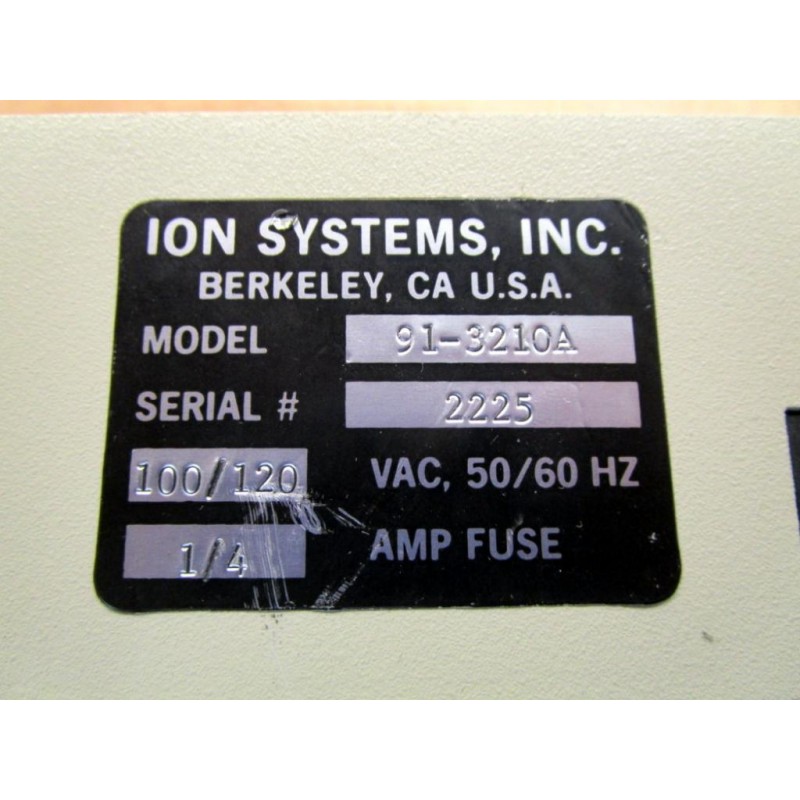 ION SYSTEMS, INC.
BERKELEY, CA U.S.A.
MODEL 91-3210A
SERIAL # 2225
100/120 VAC, 50/60 HZ
1/4 AMP FUSE